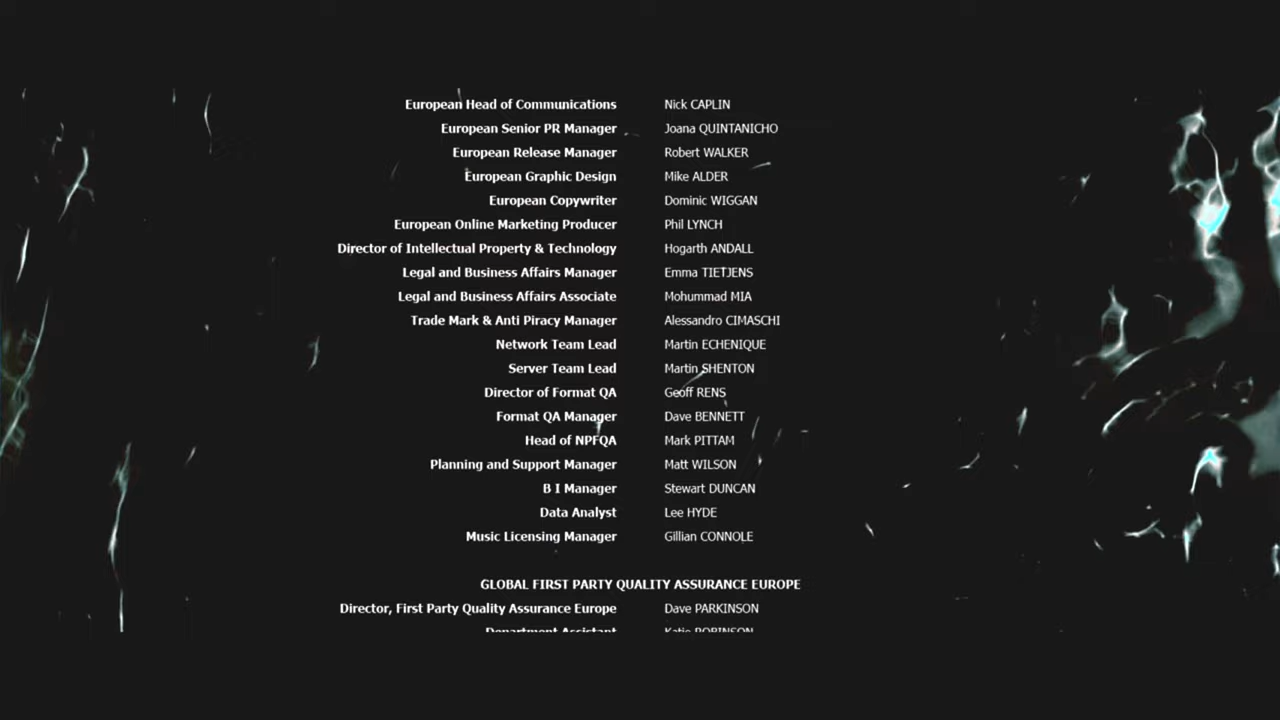 European Head of Communications Nick CAPLIN
European Senior PR Manager Joana QUINTANICHO
European Release Manager Robert WALKER
European Graphic Design Mike ALDER
European Copywriter Dominic WIGGAN
European Online Marketing Producer Phil LYNCH
Director of Intellectual Property & Technology Hogarth ANDALL
Legal and Business Affairs Manager Emma TIETJENS
Legal and Business Affairs Associate Mohummad MIA
Trade Mark & Anti Piracy Manager Alessandro CIMASCHI
Network Team Lead Martin ECHENIQUE
Server Team Lead Martin SHENTON
Director of Format QA Geoff RENS
Format QA Manager Dave BENNETT
Head of NPFQA Mark PITTAM
Planning and Support Manager Matt WILSON
B I Manager Stewart DUNCAN
Data Analyst Lee HYDE
Music Licensing Manager Gillian CONNOLE
GLOBAL FIRST PARTY QUALITY ASSURANCE EUROPE
Director, First Party Quality Assurance Europe Dave PARKINSON
Department Assistant Katie ROBINSON